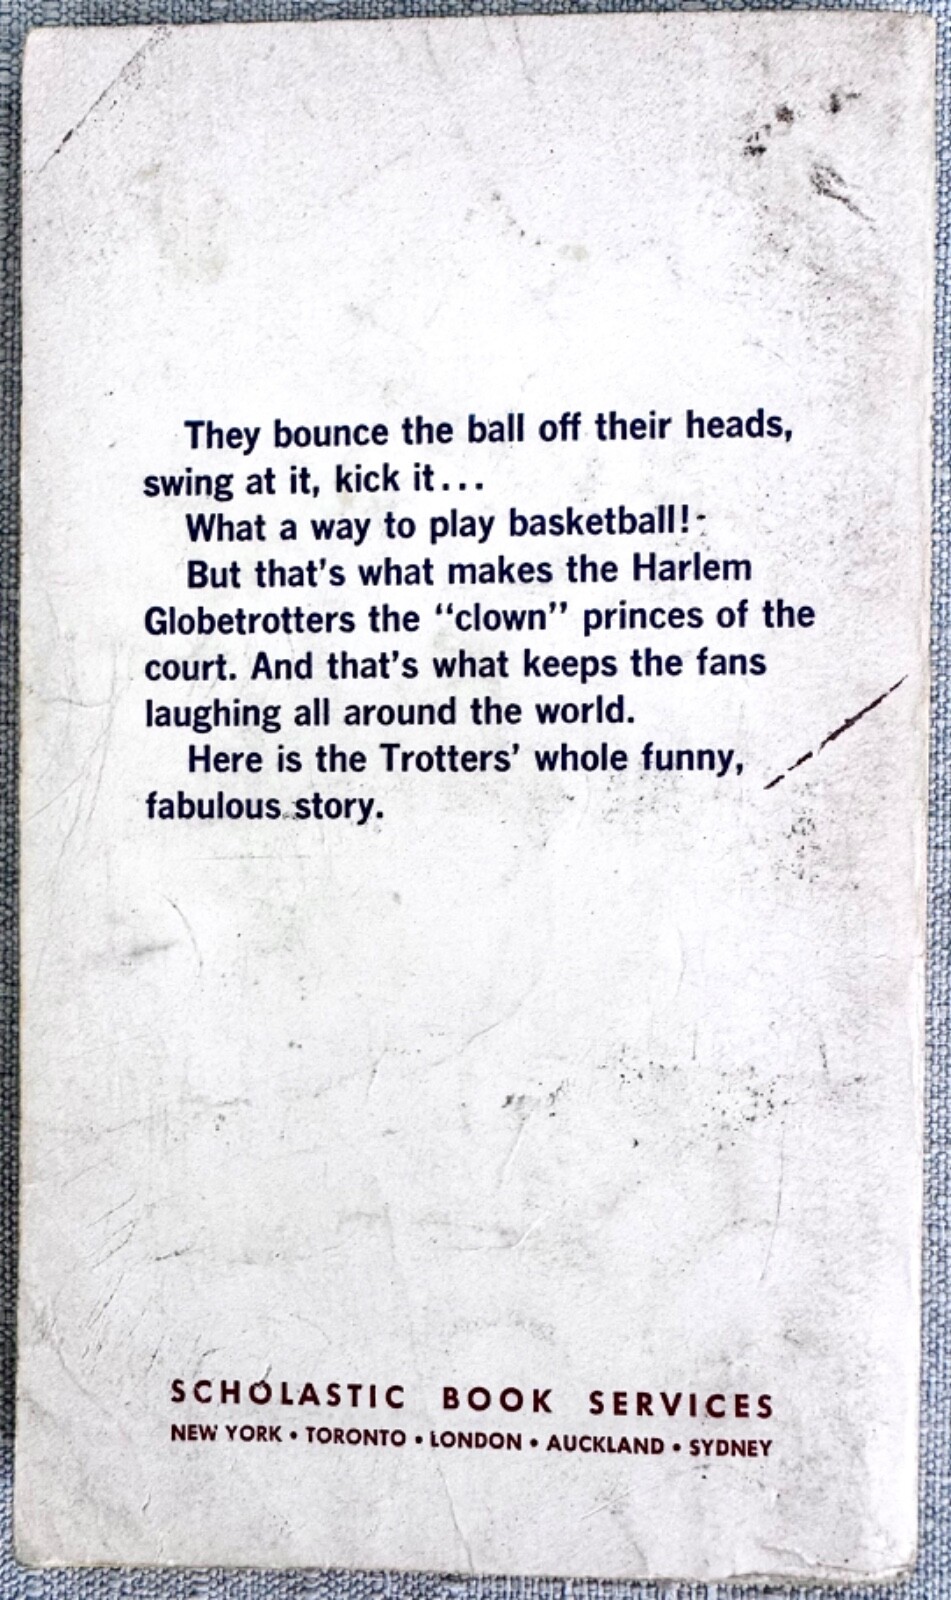 They bounce the ball off their heads,
swing at it, kick it...
What a way to play basketball!
But that's what makes the Harlem
Globetrotters the “clown” princes of the
court. And that's what keeps the fans
laughing all around the world.
Here is the Trotters' whole funny,
fabulous story.
SCHOLASTIC BOOK SERVICES
NEW YORK • TORONTO • LONDON • AUCKLAND • SYDNEY